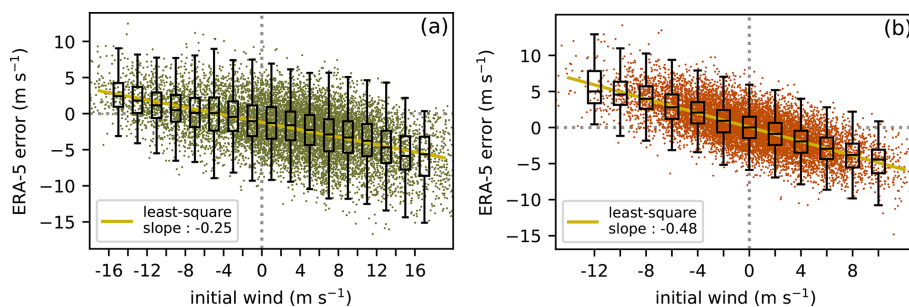 (a)
10
5
0
-5
-10
-15
ERA-5 error (m s⁻¹)
least-square
slope : -0.25
-16 -12 -8 -4 0 4 8 12 16
initial wind (m s⁻¹)
(b)
10
5
0
-5
-10
-15
ERA-5 error (m s⁻¹)
least-square
slope : -0.48
-12 -8 -4 0 4 8
initial wind (m s⁻¹)